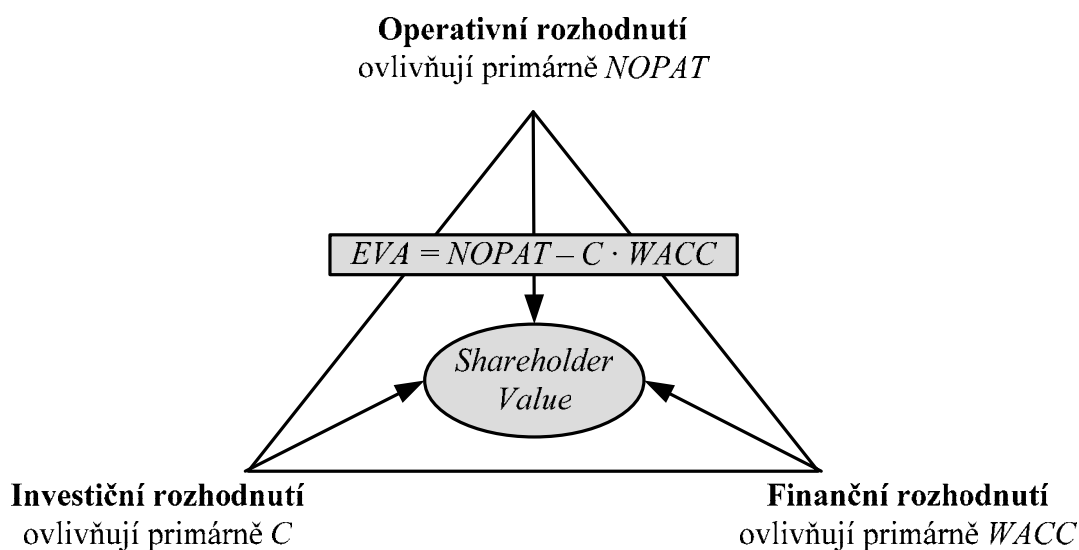 Operativní rozhodnutí
ovlivňují primárně NOPAT
EVA = NOPAT – C · WACC
Shareholder
Value
Investiční rozhodnutí
ovlivňují primárně C
Finanční rozhodnutí
ovlivňují primárně WACC